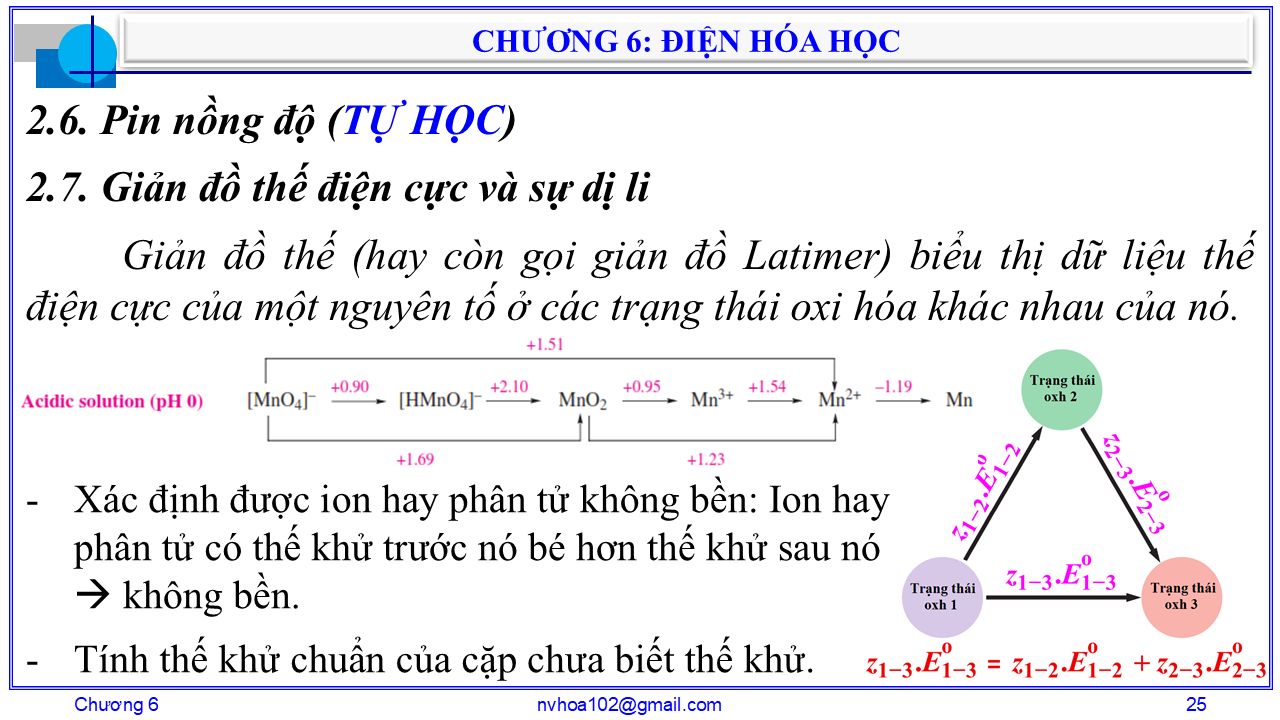 CHƯƠNG 6: ĐIỆN HÓA HỌC
2.6. Pin nồng độ (TỰ HỌC)
2.7. Giản đồ thế điện cực và sự dị li
Giản đồ thế (hay còn gọi giản đồ Latimer) biểu thị dữ liệu thế
điện cực của một nguyên tố ở các trạng thái oxi hóa khác nhau của nó.
+1.51
+0.90 +2.10 +0.95 +1.54 –1.19
Acidic solution (pH 0) [MnO₄]⁻ [HMnO₄]⁻ MnO₂ Mn³⁺ Mn²⁺ Mn
+1.69 +1.23
- Xác định được ion hay phân tử không bền: Ion hay
phân tử có thế khử trước nó bé hơn thế khử sau nó
→ không bền.
- Tính thế khử chuẩn của cặp chưa biết thế khử.
Trạng thái
oxh 2
z₁₋₂.E°₁₋₂
z₂₋₃.E°₂₋₃
Trạng thái
oxh 1
z₁₋₃.E°₁₋₃
Trạng thái
oxh 3
z₁₋₃.E°₁₋₃ = z₁₋₂.E°₁₋₂ + z₂₋₃.E°₂₋₃
Chương 6 nvhoa102@gmail.com 25